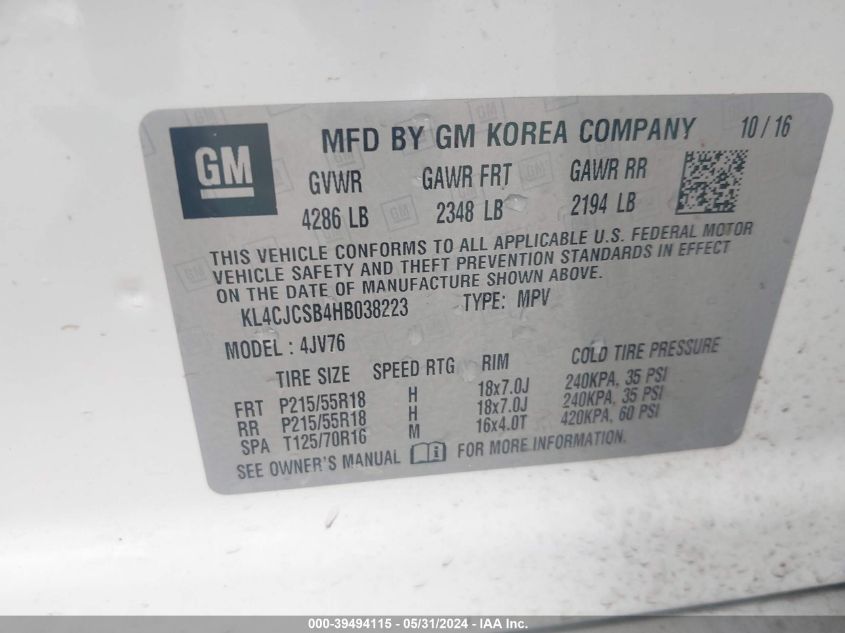 GM MFD BY GM KOREA COMPANY 10 / 16
GVWR GAWR FRT GAWR RR
4286 LB 2348 LB 2194 LB
THIS VEHICLE CONFORMS TO ALL APPLICABLE U.S. FEDERAL MOTOR
VEHICLE SAFETY AND THEFT PREVENTION STANDARDS IN EFFECT
ON THE DATE OF MANUFACTURE SHOWN ABOVE.
KL4CJCSB4HB038223 TYPE: MPV
MODEL : 4JV76
TIRE SIZE SPEED RTG RIM COLD TIRE PRESSURE
FRT P215/55R18 H 18x7.0J 240KPA, 35 PSI
RR P215/55R18 H 18x7.0J 240KPA, 35 PSI
SPA T125/70R16 M 16x4.0T 420KPA, 60 PSI
SEE OWNER'S MANUAL i FOR MORE INFORMATION.
000-39494115 - 05/31/2024 - IAA Inc.